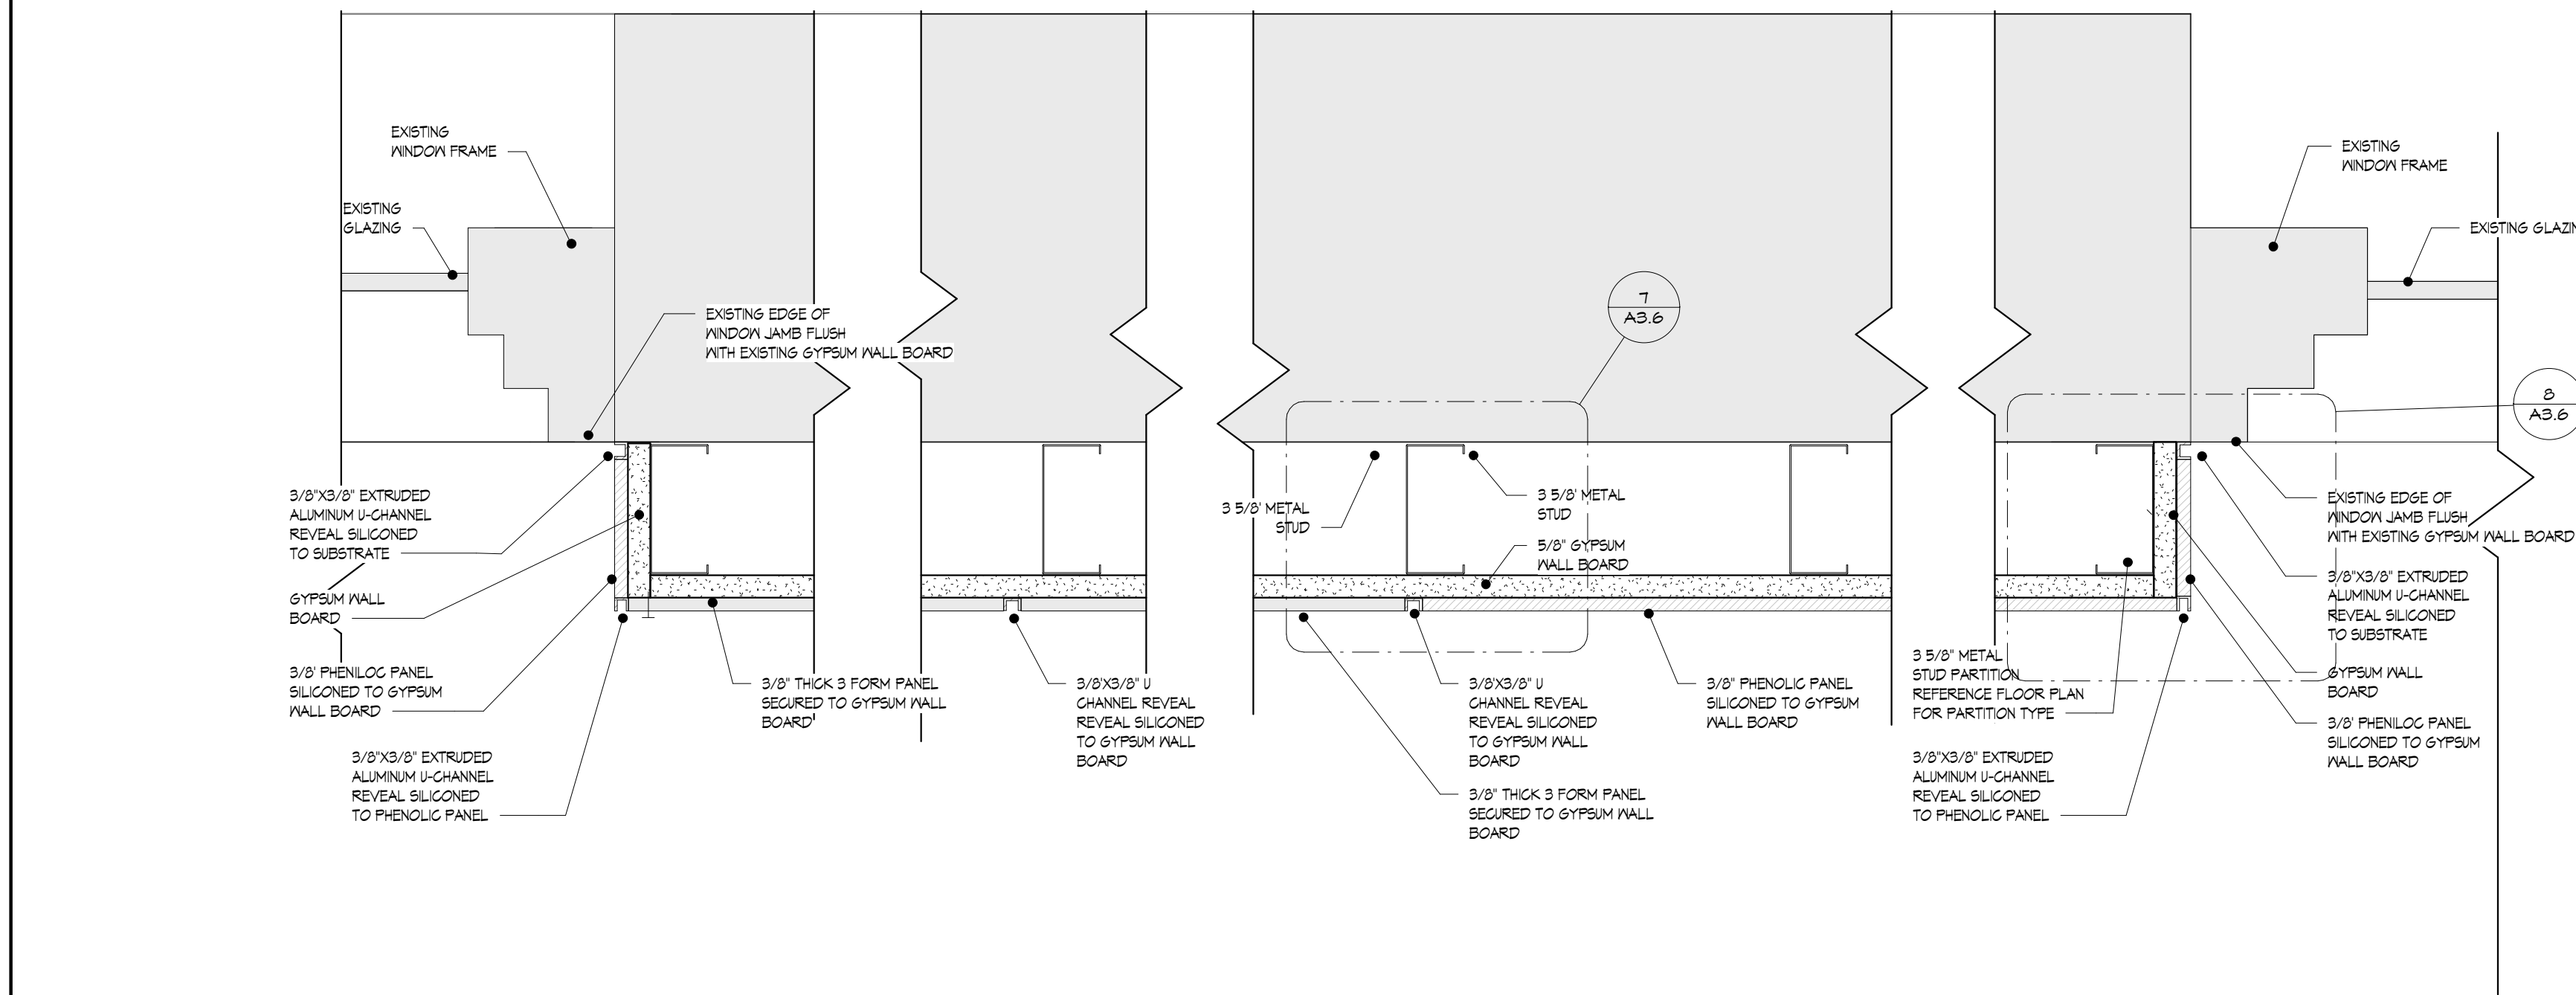 EXISTING
WINDOW FRAME
EXISTING
GLAZING
EXISTING EDGE OF
WINDOW JAMB FLUSH
WITH EXISTING GYPSUM WALL BOARD
3/8"X3/8" EXTRUDED
ALUMINUM U-CHANNEL
REVEAL SILICONED
TO SUBSTRATE
GYPSUM WALL
BOARD
3/8' PHENILOC PANEL
SILICONED TO GYPSUM
WALL BOARD
3/8"X3/8" EXTRUDED
ALUMINUM U-CHANNEL
REVEAL SILICONED
TO PHENOLIC PANEL
3/8" THICK 3 FORM PANEL
SECURED TO GYPSUM WALL
BOARD
3/8'X3/8" U
CHANNEL REVEAL
REVEAL SILICONED
TO GYPSUM WALL
BOARD
7
A3.6
3 5/8' METAL
STUD
3 5/8' METAL
STUD
5/8" GYPSUM
WALL BOARD
3/8'X3/8" U
CHANNEL REVEAL
REVEAL SILICONED
TO GYPSUM WALL
BOARD
3/8" THICK 3 FORM PANEL
SECURED TO GYPSUM WALL
BOARD
3/8" PHENOLIC PANEL
SILICONED TO GYPSUM
WALL BOARD
3 5/8" METAL
STUD PARTITION
REFERENCE FLOOR PLAN
FOR PARTITION TYPE
3/8"X3/8" EXTRUDED
ALUMINUM U-CHANNEL
REVEAL SILICONED
TO PHENOLIC PANEL
EXISTING
WINDOW FRAME
EXISTING GLAZIN
8
A3.6
EXISTING EDGE OF
WINDOW JAMB FLUSH
WITH EXISTING GYPSUM WALL BOARD
3/8"X3/8" EXTRUDED
ALUMINUM U-CHANNEL
REVEAL SILICONED
TO SUBSTRATE
GYPSUM WALL
BOARD
3/8' PHENILOC PANEL
SILICONED TO GYPSUM
WALL BOARD